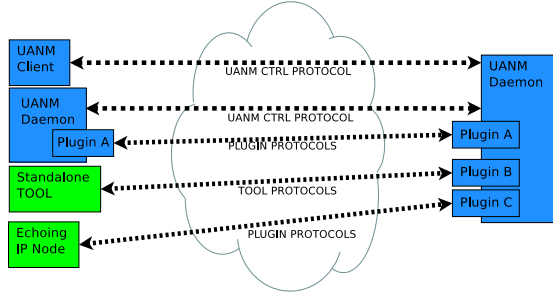 UANM
Client
UANM
Daemon
UANM CTRL PROTOCOL
UANM
Daemon
UANM CTRL PROTOCOL
Plugin A
Plugin A
PLUGIN PROTOCOLS
Standalone
TOOL
Plugin B
TOOL PROTOCOLS
Plugin C
Echoing
IP Node
PLUGIN PROTOCOLS